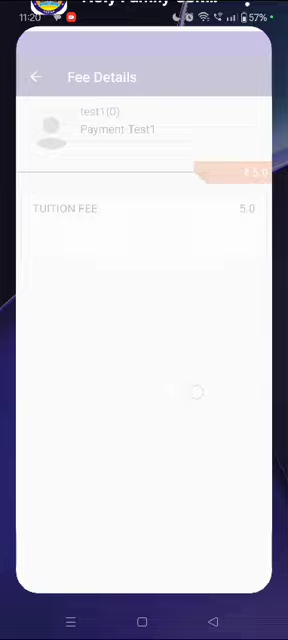 11:20
57%
Fee Details
test1(0)
Payment Test1
₹ 5.0
TUITION FEE 5.0